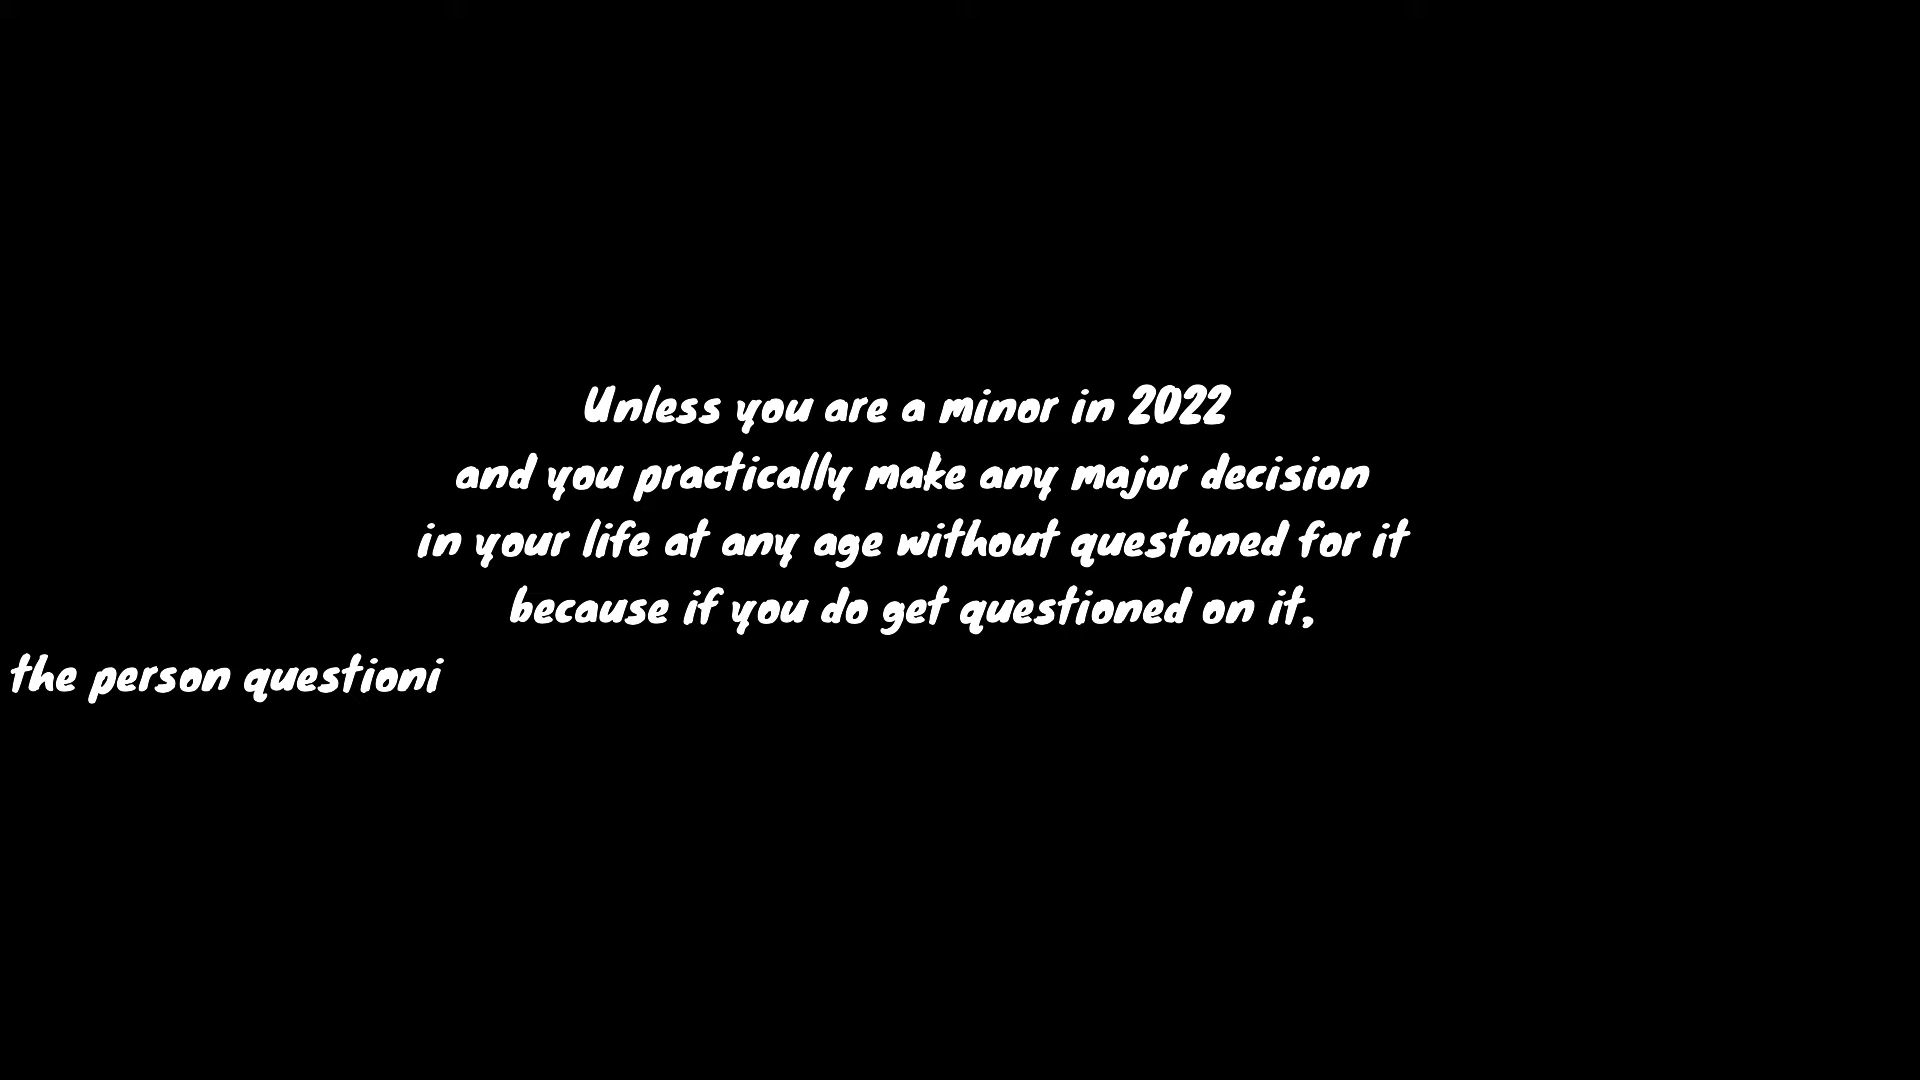 Unless you are a minor in 2022
and you practically make any major decision
in your life at any age without questoned for it
because if you do get questioned on it,
the person questioni